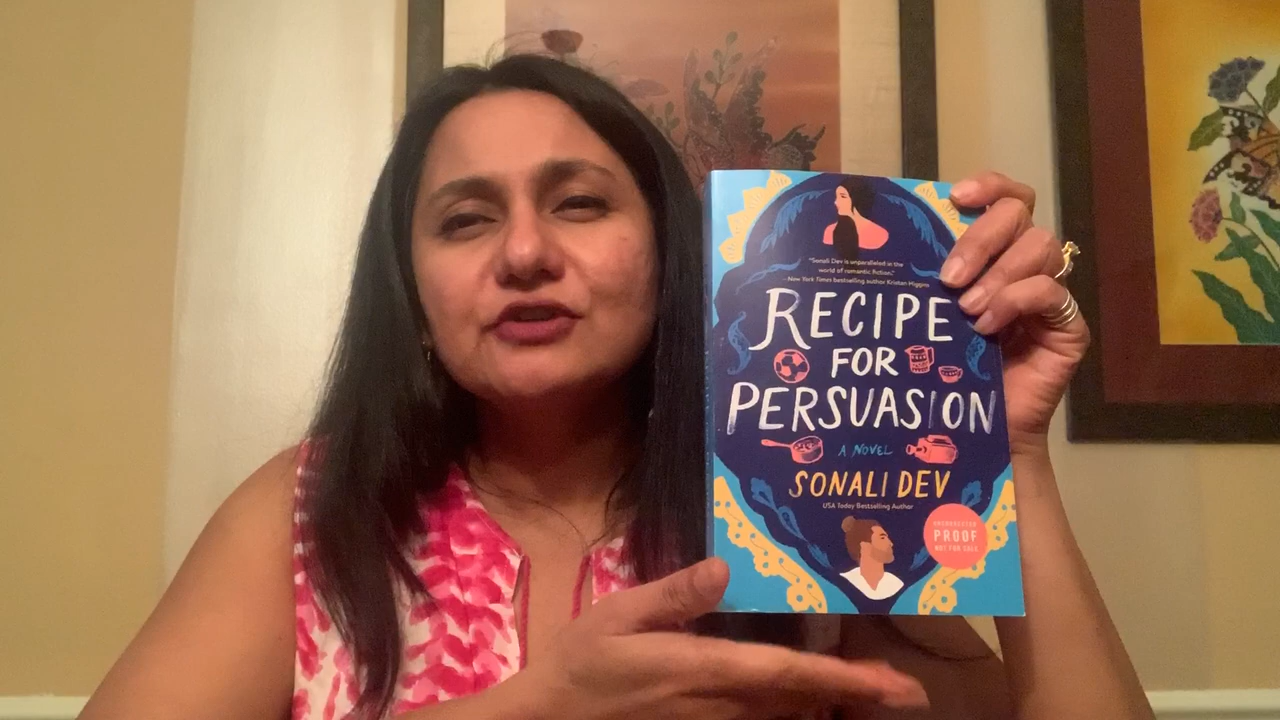 "Sonali Dev is unparalleled in the
world of romantic fiction."
New York Times bestselling author Kristan Higgins
RECIPE
FOR
PERSUASION
A NOVEL
SONALI DEV
USA Today Bestselling Author
UNCORRECTED
PROOF
NOT FOR SALE